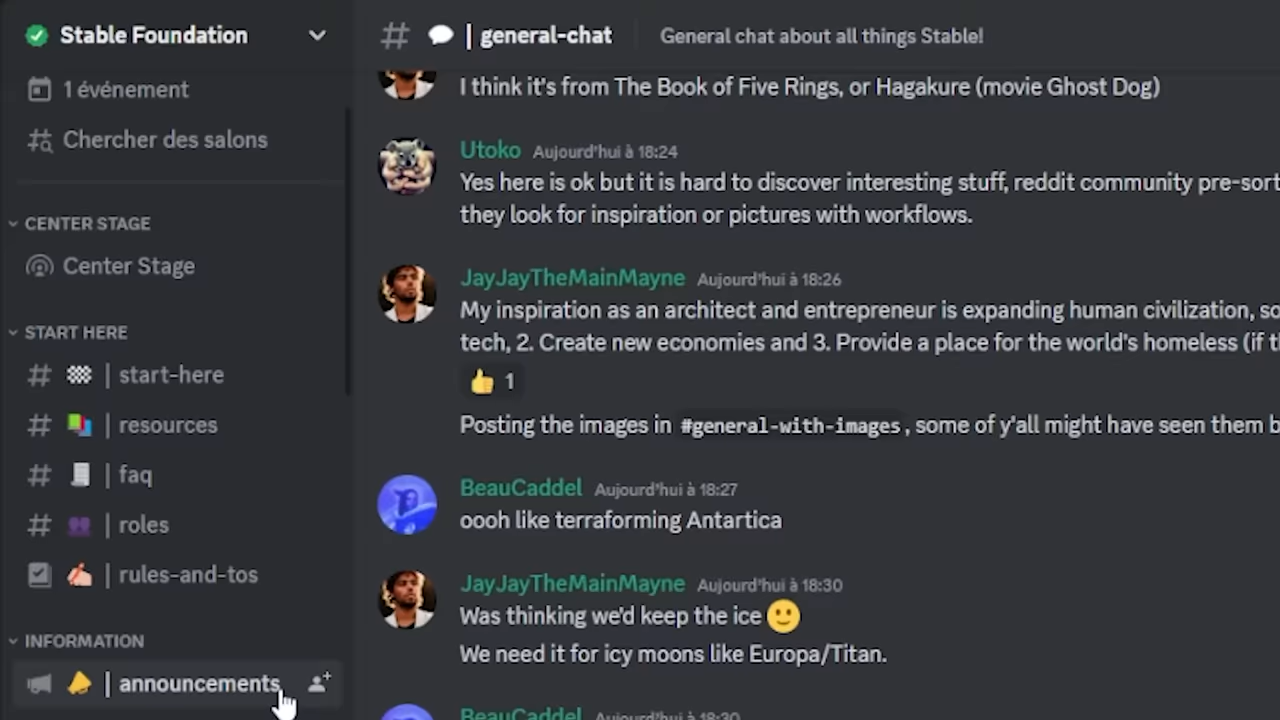 Stable Foundation
1 événement
Chercher des salons
CENTER STAGE
Center Stage
START HERE
# | start-here
# | resources
# | faq
# | roles
| rules-and-tos
INFORMATION
| announcements
# 💬 | general-chat
General chat about all things Stable!
I think it's from The Book of Five Rings, or Hagakure (movie Ghost Dog)
Utoko Aujourd'hui à 18:24
Yes here is ok but it is hard to discover interesting stuff, reddit community pre-sort
they look for inspiration or pictures with workflows.
JayJayTheMainMayne Aujourd'hui à 18:26
My inspiration as an architect and entrepreneur is expanding human civilization, so
tech, 2. Create new economies and 3. Provide a place for the world's homeless (if th
👍 1
Posting the images in #general-with-images, some of y'all might have seen them b
BeauCaddel Aujourd'hui à 18:27
oooh like terraforming Antartica
JayJayTheMainMayne Aujourd'hui à 18:30
Was thinking we'd keep the ice 🙂
We need it for icy moons like Europa/Titan.
BeauCaddel Aujourd'hui à 18:30